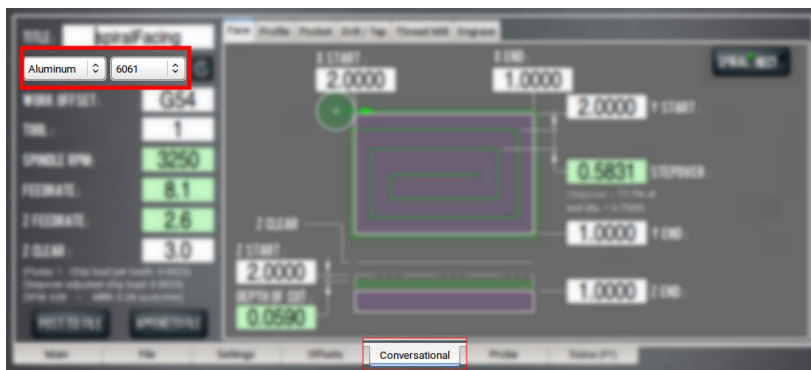 TITLE: SpiralFacing
Face Profile Pocket Drill / Tap Thread Mill Engrave
Aluminum 6061
X START: X END:
2.0000 1.0000
WORK OFFSET: G54
2.0000 Y START:
TOOL: 1
SPINDLE RPM: 3250
0.5831 STEPOVER:
FEEDRATE: 8.1
Z FEEDRATE: 2.6
Z CLEAR
1.0000 Y END:
Z CLEAR: 3.0
Z START:
2.0000
1.0000 Z END:
DEPTH OF CUT:
0.0590
POST TO FILE APPEND TO FILE
Main File Settings Offsets Conversational Probe Status (F1)